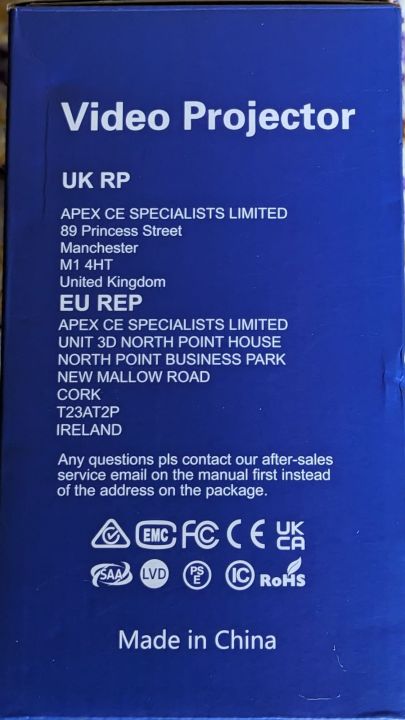 Video Projector
UK RP
APEX CE SPECIALISTS LIMITED
89 Princess Street
Manchester
M1 4HT
United Kingdom
EU REP
APEX CE SPECIALISTS LIMITED
UNIT 3D NORTH POINT HOUSE
NORTH POINT BUSINESS PARK
NEW MALLOW ROAD
CORK
T23AT2P
IRELAND
Any questions pls contact our after-sales
service email on the manual first instead
of the address on the package.
EMC FC CE UK
CA
SAA LVD PS
E IC RoHS
Made in China